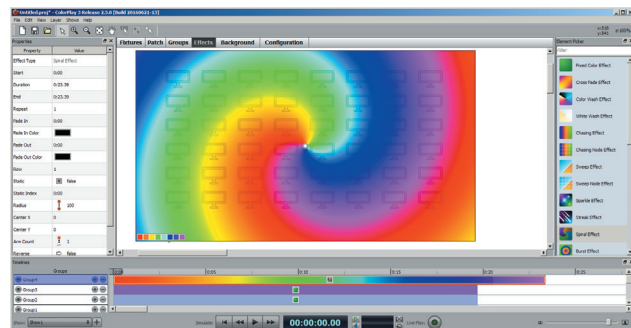 Untitled.proj* - ColorPlay 3 Release 2.5.0 [Build 20160621-13]
File Edit View Layer Shows Help
x:100%
Properties
Fixtures Patch Groups Effects Background Configuration
Element Picker
Property Value
Filter
Effect Type Spiral Effect
Start 0:00
Duration 0:23.39
End 0:23.39
Repeat 1
Fade In 0:00
Fade In Color
Fade Out 0:00
Fade Out Color
Row 1
Static false
Static Index 0:00
Radius 100
Center X 0
Center Y 0
Arm Count 1
Reverse false
Fixed Color Effect
Cross Fade Effect
Color Wash Effect
White Wash Effect
Chasing Effect
Chasing Node Effect
Sweep Effect
Sweep Node Effect
Sparkle Effect
Streak Effect
Spiral Effect
Burst Effect
Timelines
Groups 0:05 0:10 0:15 0:20 0:25
Group4
Group3
Group2
Group1
Show: Show1 Simulate: 00:00:00.00 Live Play: